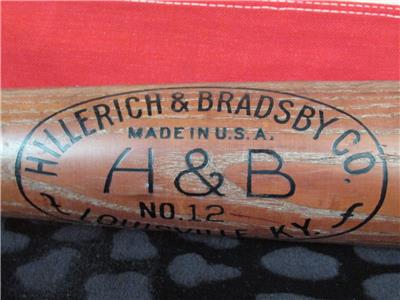 HILLERICH & BRADSBY CO.
MADE IN U.S.A.
H & B
NO. 12
LOUISVILLE, KY.